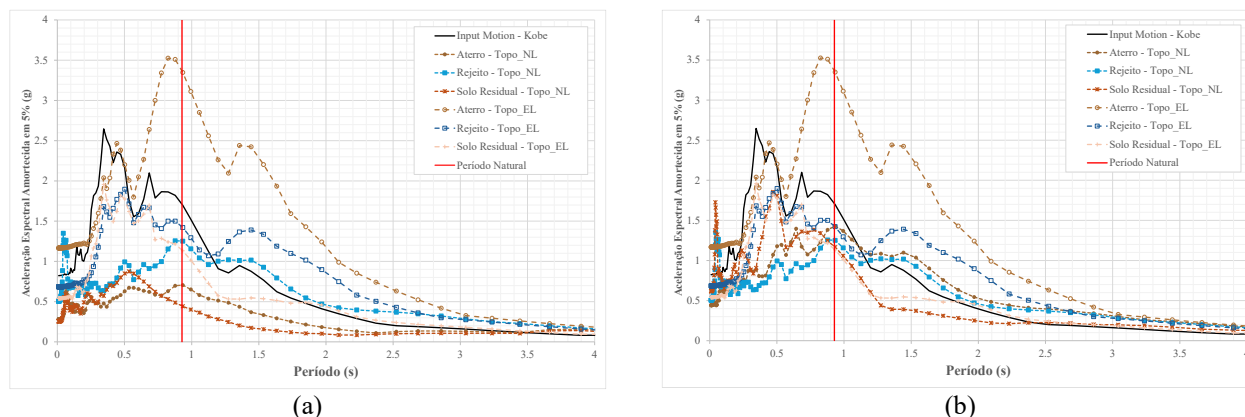 4
3.5
3
2.5
2
1.5
1
0.5
0
Aceleração Espectral Amortecida em 5% (g)
0 0.5 1 1.5 2 2.5 3 3.5 4
Período (s)
Input Motion - Kobe
Aterro - Topo_NL
Rejeito - Topo_NL
Solo Residual - Topo_NL
Aterro - Topo_EL
Rejeito - Topo_EL
Solo Residual - Topo_EL
Período Natural
(a)
4
3.5
3
2.5
2
1.5
1
0.5
0
Aceleração Espectral Amortecida em 5% (g)
0 0.5 1 1.5 2 2.5 3 3.5 4
Período (s)
Input Motion - Kobe
Aterro - Topo_NL
Rejeito - Topo_NL
Solo Residual - Topo_NL
Aterro - Topo_EL
Rejeito - Topo_EL
Solo Residual - Topo_EL
Período Natural
(b)